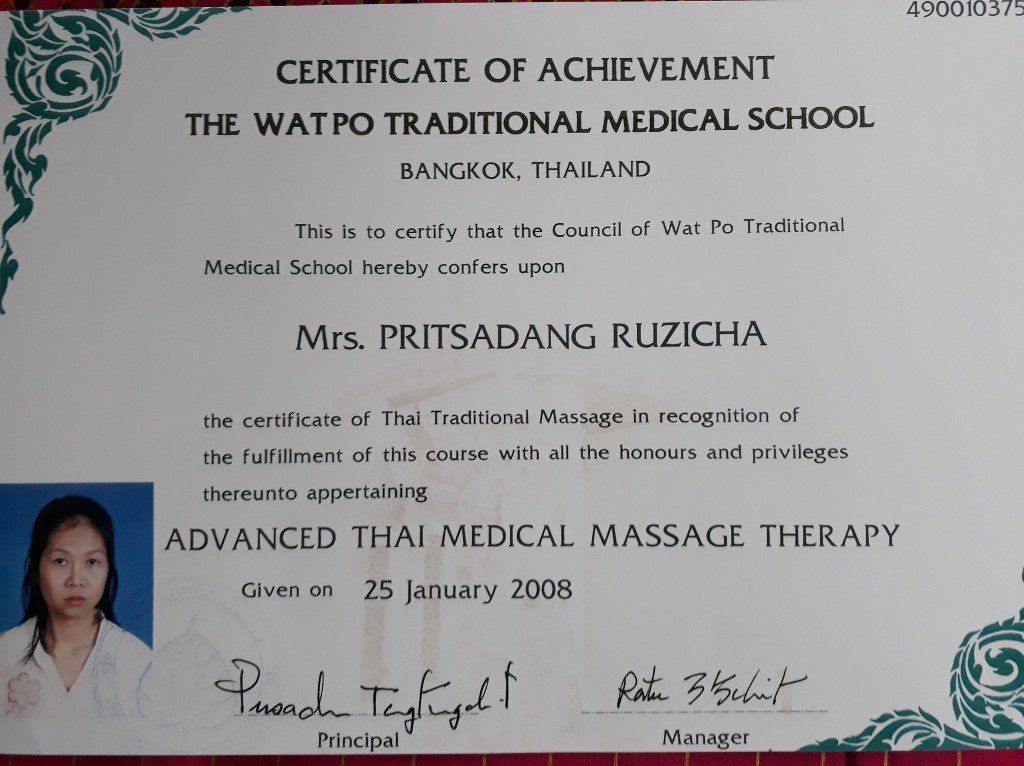 490010375
CERTIFICATE OF ACHIEVEMENT
THE WAT PO TRADITIONAL MEDICAL SCHOOL
BANGKOK, THAILAND
This is to certify that the Council of Wat Po Traditional
Medical School hereby confers upon
Mrs. PRITSADANG RUZICHA
the certificate of Thai Traditional Massage in recognition of
the fulfillment of this course with all the honours and privileges
thereunto appertaining
ADVANCED THAI MEDICAL MASSAGE THERAPY
Given on 25 January 2008
Principal Manager